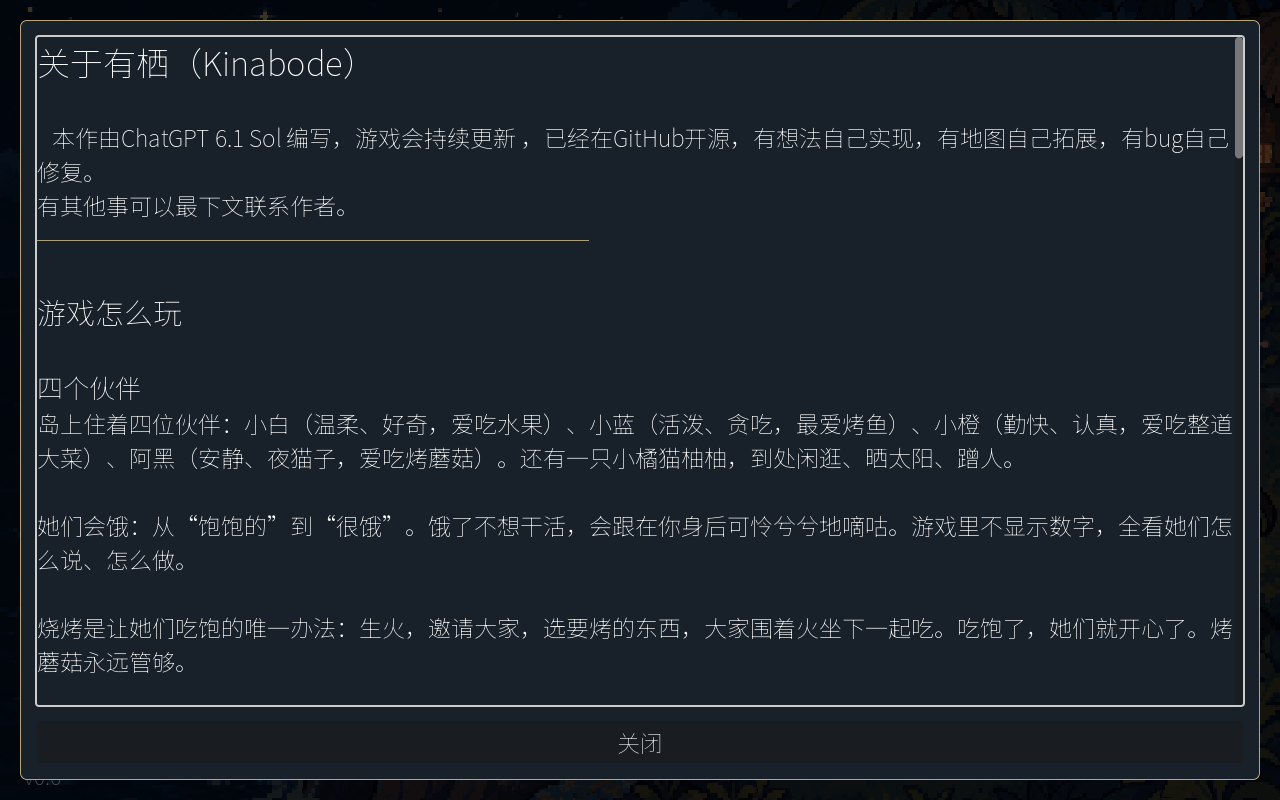 关于有栖（Kinabode）
本作由ChatGPT 6.1 Sol 编写，游戏会持续更新 ，已经在GitHub开源，有想法自己实现，有地图自己拓展，有bug自己
修复。
有其他事可以最下文联系作者。
游戏怎么玩
四个伙伴
岛上住着四位伙伴：小白（温柔、好奇，爱吃水果）、小蓝（活泼、贪吃，最爱烤鱼）、小橙（勤快、认真，爱吃整道
大菜）、阿黑（安静、夜猫子，爱吃烤蘑菇）。还有一只小橘猫柚柚，到处闲逛、晒太阳、蹭人。
她们会饿：从“饱饱的”到“很饿”。饿了不想干活，会跟在你身后可怜兮兮地嘀咕。游戏里不显示数字，全看她们怎
么说、怎么做。
烧烤是让她们吃饱的唯一办法：生火，邀请大家，选要烤的东西，大家围着火坐下一起吃。吃饱了，她们就开心了。烤
蘑菇永远管够。
关闭